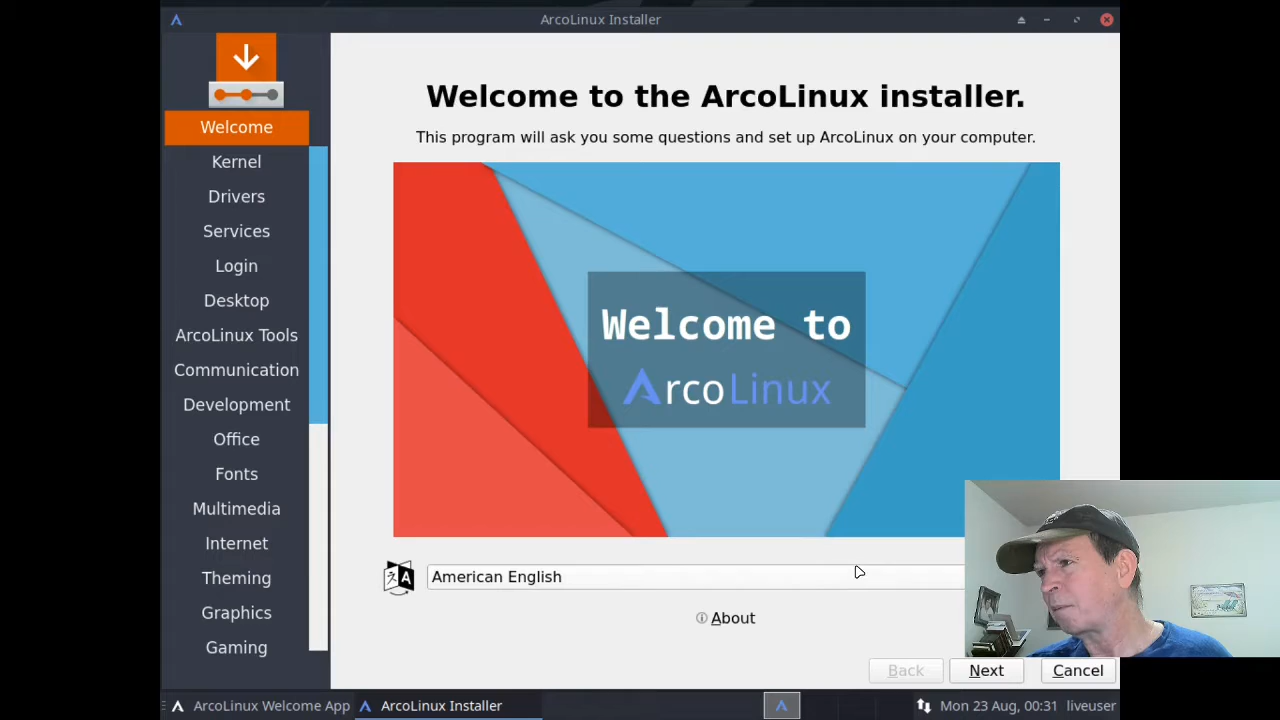 ArcoLinux Installer
Welcome
Kernel
Drivers
Services
Login
Desktop
ArcoLinux Tools
Communication
Development
Office
Fonts
Multimedia
Internet
Theming
Graphics
Gaming
Welcome to the ArcoLinux installer.
This program will ask you some questions and set up ArcoLinux on your computer.
Welcome to
ArcoLinux
American English
About
Back
Next
Cancel
ArcoLinux Welcome App
ArcoLinux Installer
Mon 23 Aug, 00:31
liveuser